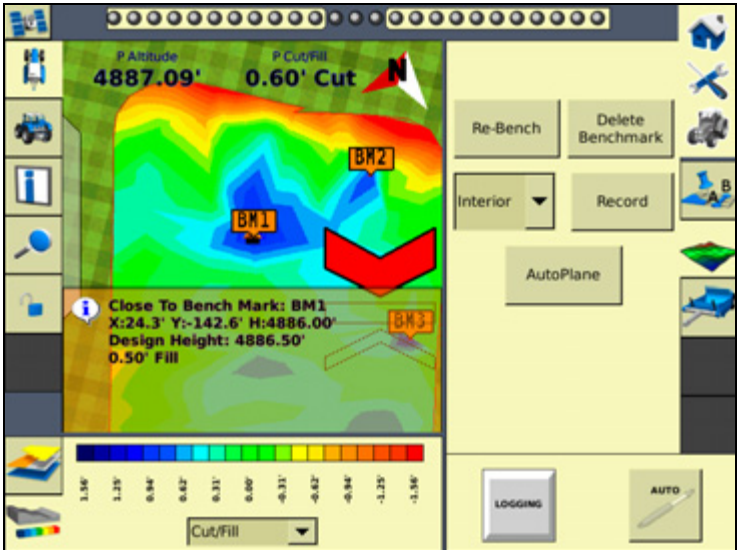 P Altitude P Cut/Fill
4887.09' 0.60' Cut
N
BM2
BM1
Close To Bench Mark: BM1
X:24.3' Y:-142.6' H:4886.00'
Design Height: 4886.50'
0.50' Fill
BM3
1.56' 1.25' 0.94' 0.62' 0.31' 0.00' -0.31' -0.62' -0.94' -1.25' -1.56'
Cut/Fill
Re-Bench
Delete
Benchmark
Interior
Record
AutoPlane
A B
LOGGING
AUTO